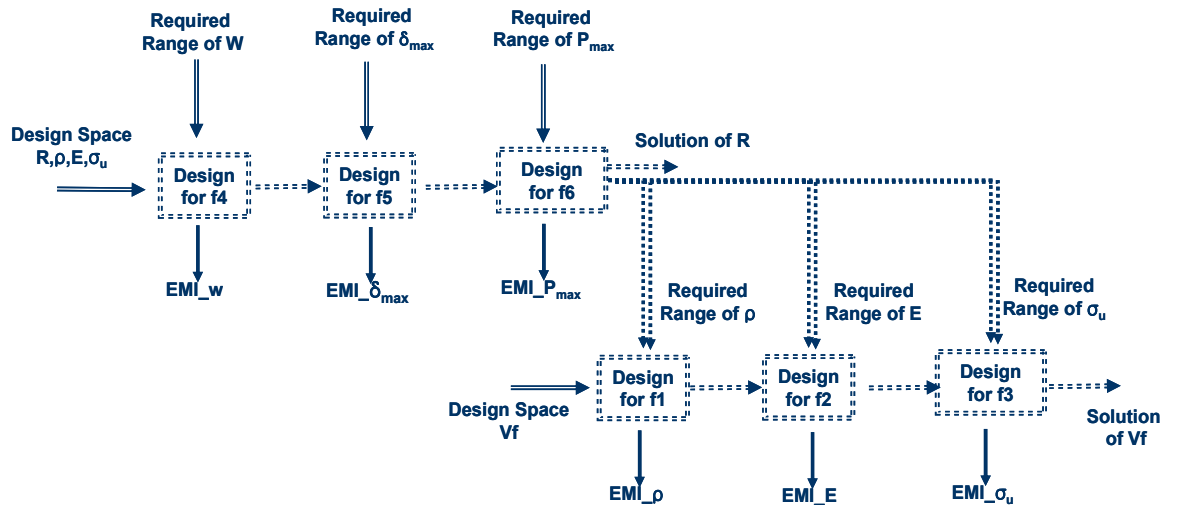 Required
Range of W
Required
Range of δmax
Required
Range of Pmax
Design Space
R,ρ,E,σu
Design
for f4
Design
for f5
Design
for f6
Solution of R
EMI_w
EMI_δmax
EMI_Pmax
Required
Range of ρ
Required
Range of E
Required
Range of σu
Design Space
Vf
Design
for f1
Design
for f2
Design
for f3
Solution
of Vf
EMI_ρ
EMI_E
EMI_σu